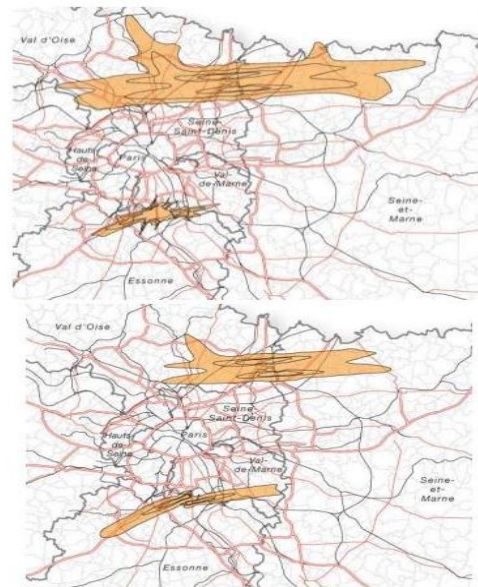 Val d'Oise
Seine-
Saint-Denis
Hauts
de
Seine
Paris
Val-
de-Marne
Seine-
et-
Marne
Essonne
Val d'Oise
Seine-
Saint-Denis
Hauts
de
Seine
Paris
Val-
de-Marne
Seine-
et-
Marne
Essonne